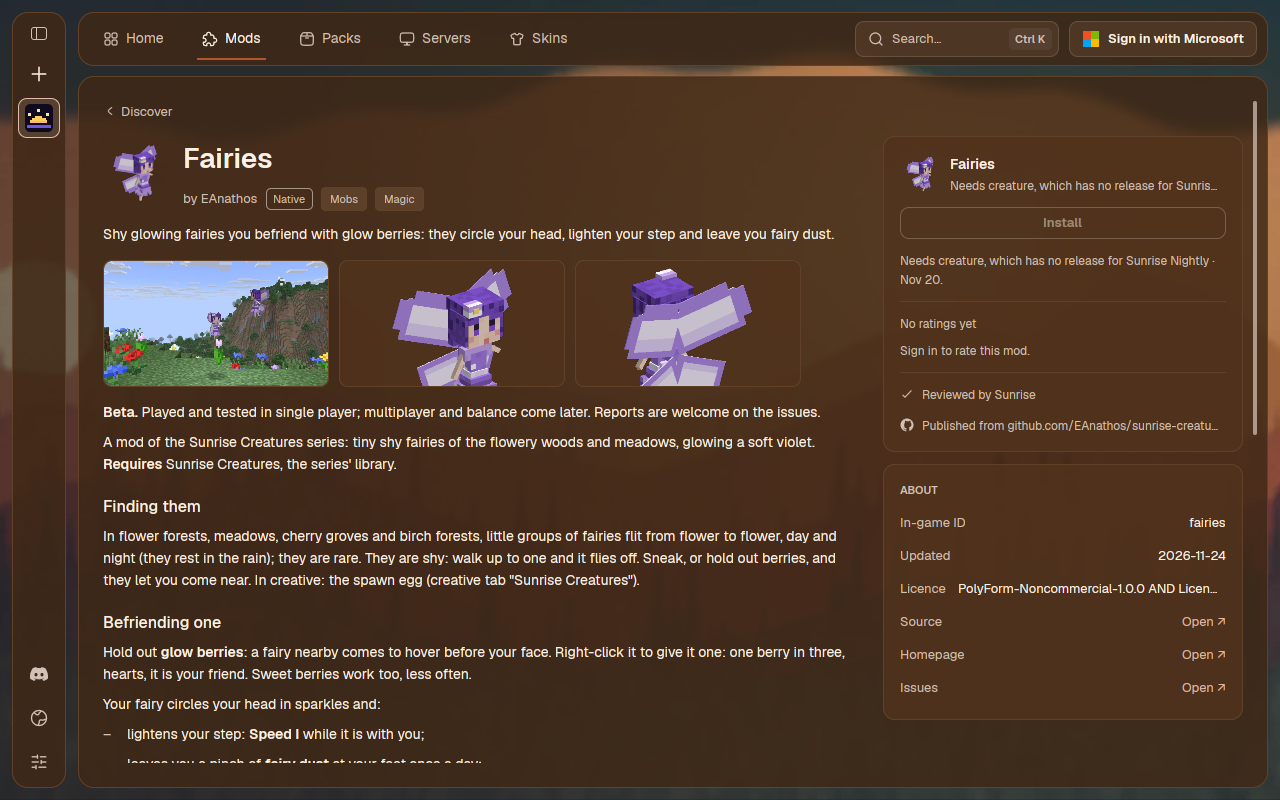 Home
Mods
Packs
Servers
Skins
Search...
Ctrl K
Sign in with Microsoft
Discover
Fairies
by EAnathos
Native
Mobs
Magic
Shy glowing fairies you befriend with glow berries: they circle your head, lighten your step and leave you fairy dust.
Beta. Played and tested in single player; multiplayer and balance come later. Reports are welcome on the issues.
A mod of the Sunrise Creatures series: tiny shy fairies of the flowery woods and meadows, glowing a soft violet.
Requires Sunrise Creatures, the series' library.
Finding them
In flower forests, meadows, cherry groves and birch forests, little groups of fairies flit from flower to flower, day and
night (they rest in the rain); they are rare. They are shy: walk up to one and it flies off. Sneak, or hold out berries, and
they let you come near. In creative: the spawn egg (creative tab "Sunrise Creatures").
Befriending one
Hold out glow berries: a fairy nearby comes to hover before your face. Right-click it to give it one: one berry in three,
hearts, it is your friend. Sweet berries work too, less often.
Your fairy circles your head in sparkles and:
– lightens your step: Speed I while it is with you;
leaves you a pinch of fairy dust at your feet once a day;
Fairies
Needs creature, which has no release for Sunris...
Install
Needs creature, which has no release for Sunrise Nightly ·
Nov 20.
No ratings yet
Sign in to rate this mod.
Reviewed by Sunrise
Published from github.com/EAnathos/sunrise-creatu...
ABOUT
In-game ID
fairies
Updated
2026-11-24
Licence
PolyForm-Noncommercial-1.0.0 AND Licen...
Source
Open ↗
Homepage
Open ↗
Issues
Open ↗